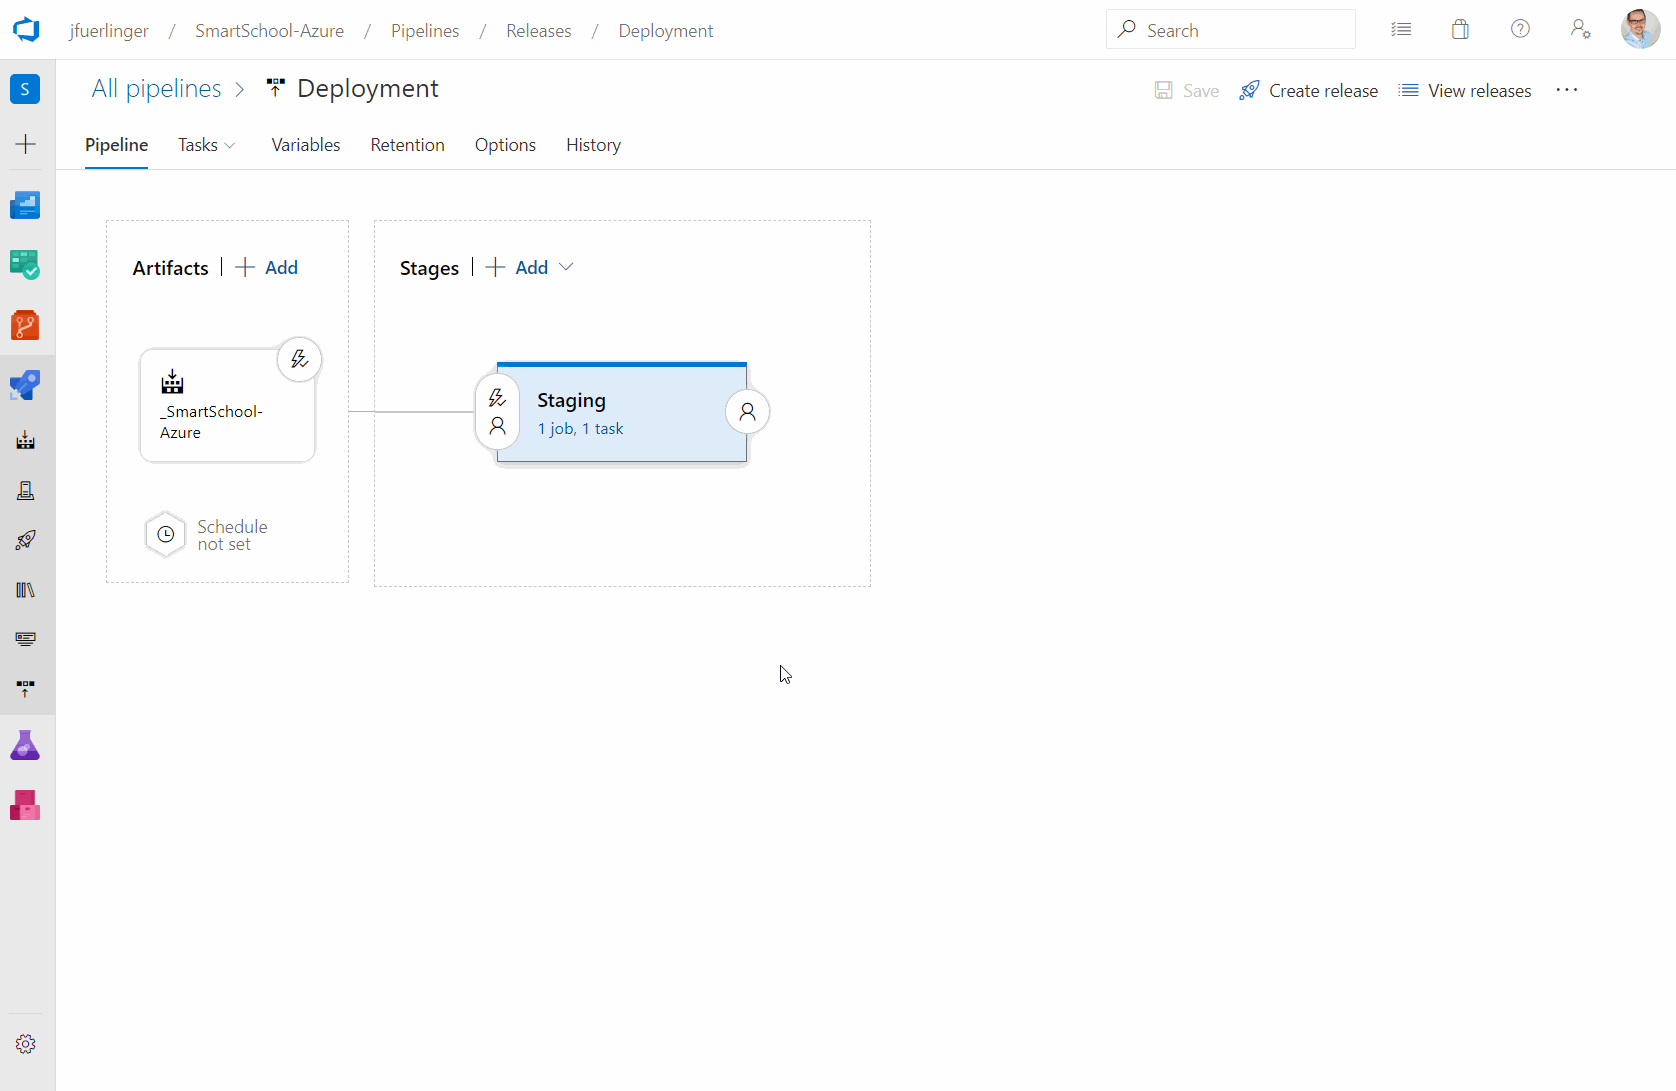 jfuerlinger / SmartSchool-Azure / Pipelines / Releases / Deployment
Search
S
All pipelines > Deployment
Save
Create release
View releases
...
Pipeline
Tasks
Variables
Retention
Options
History
Artifacts | + Add
Stages | + Add
_SmartSchool-
Azure
Staging
1 job, 1 task
Schedule
not set